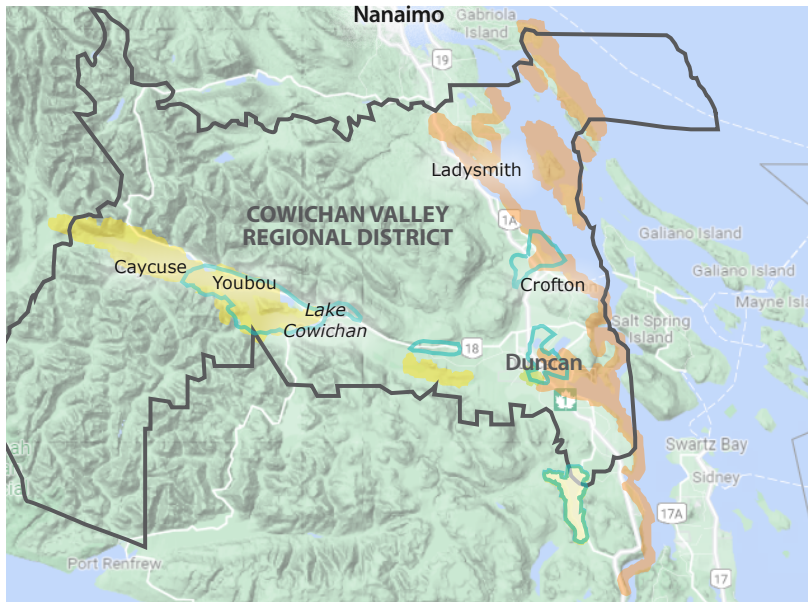 Nanaimo
Gabriola
Island
19
Ladysmith
COWICHAN VALLEY
REGIONAL DISTRICT
1A
Galiano Island
Caycuse
Youbou
Crofton
Galiano Island
Mayne Isla
Lake
Cowichan
Salt Spring
Island
18
Duncan
1
Swartz Bay
Sidney
17A
Port Renfrew
17